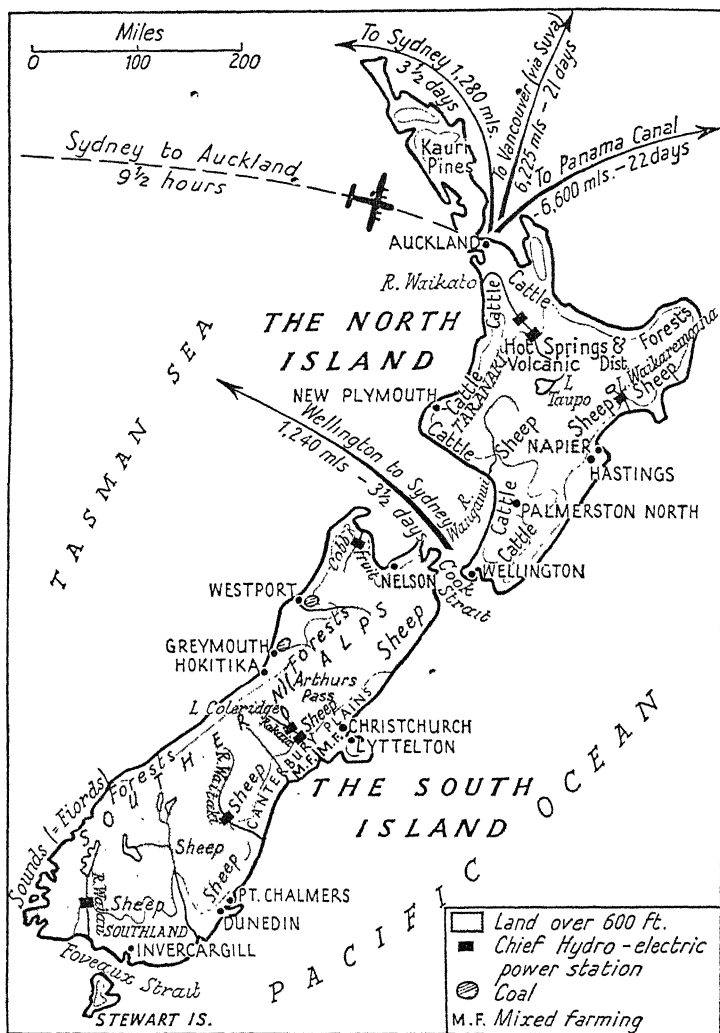 Miles
0 100 200
To Sydney 1,280 mls.
3½ days
To Vancouver (via Suva)
6,225 mls – 21 days
To Panama Canal
6,600 mls. – 22 days
Sydney to Auckland
9½ hours
Kauri
Pines
AUCKLAND
R. Waikato
Cattle
Cattle
THE NORTH
ISLAND
Hot Springs &
Volcanic Dist.
Forests
L. Waikaremoana
Sheep
Sheep
L.
Taupo
NEW PLYMOUTH
Cattle
TARANAKI
Cattle
Sheep
NAPIER
HASTINGS
Wellington to Sydney
1,240 mls – 3½ days
R.
Wanganui
Cattle
PALMERSTON NORTH
Cattle
WELLINGTON
Cook
Strait
TASMAN SEA
Cobb R.
Fruit
NELSON
WESTPORT
GREYMOUTH
HOKITIKA
Forests
SOUTHERN ALPS
Sheep
Arthurs
Pass
L Coleridge
Sheep
CANTERBURY PLAINS
M.F.
M.F.
CHRISTCHURCH
LYTTELTON
THE SOUTH
ISLAND
Forests
R. Waitaki
Sheep
Sheep
Sheep
Sounds (= Fiords)
R. Waiau
Sheep
SOUTHLAND
PT. CHALMERS
DUNEDIN
INVERCARGILL
Foveaux Strait
STEWART IS.
PACIFIC OCEAN
Land over 600 ft.
Chief Hydro-electric
power station
Coal
M.F. Mixed farming